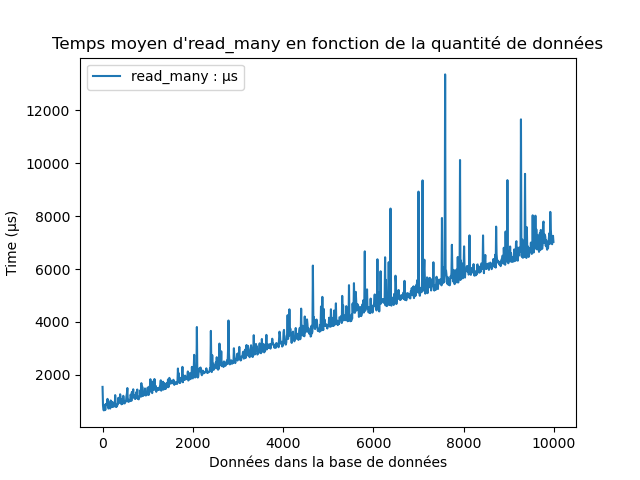 Temps moyen d'read_many en fonction de la quantité de données
read_many : µs
12000
10000
8000
6000
4000
2000
Time (µs)
0 2000 4000 6000 8000 10000
Données dans la base de données